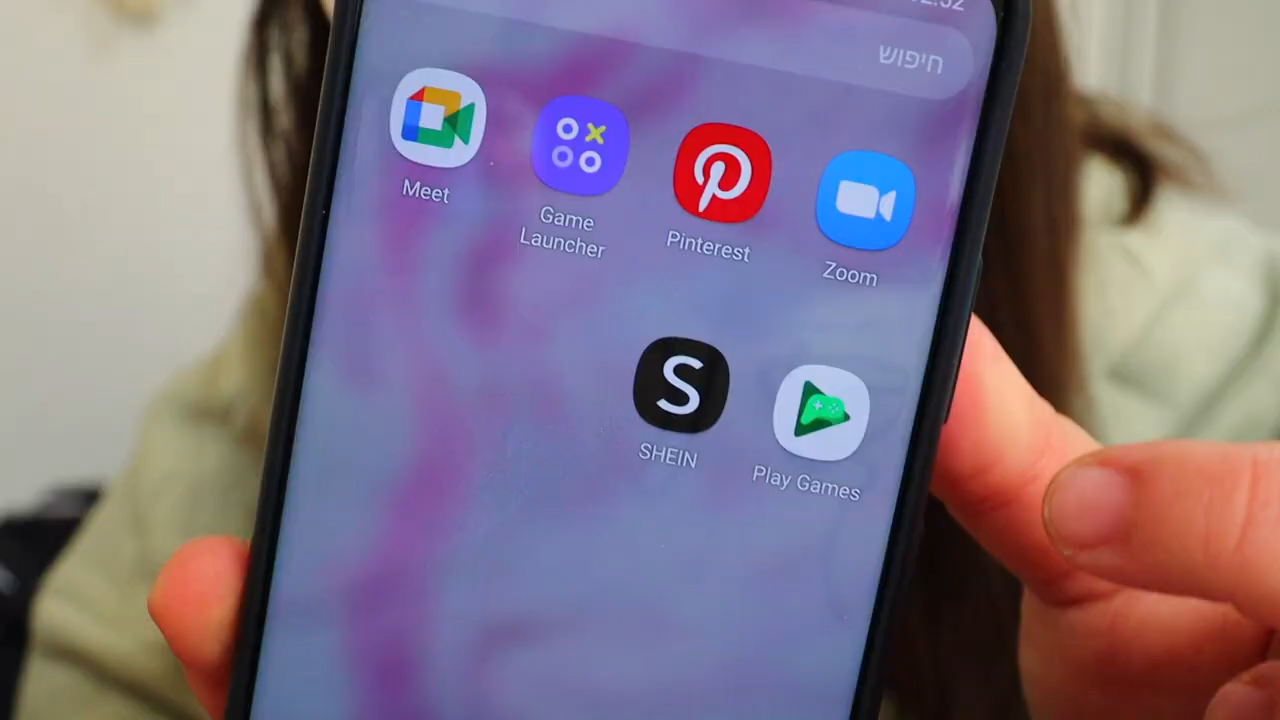 חיפוש
Meet
Game
Launcher
Pinterest
Zoom
S
SHEIN
Play Games